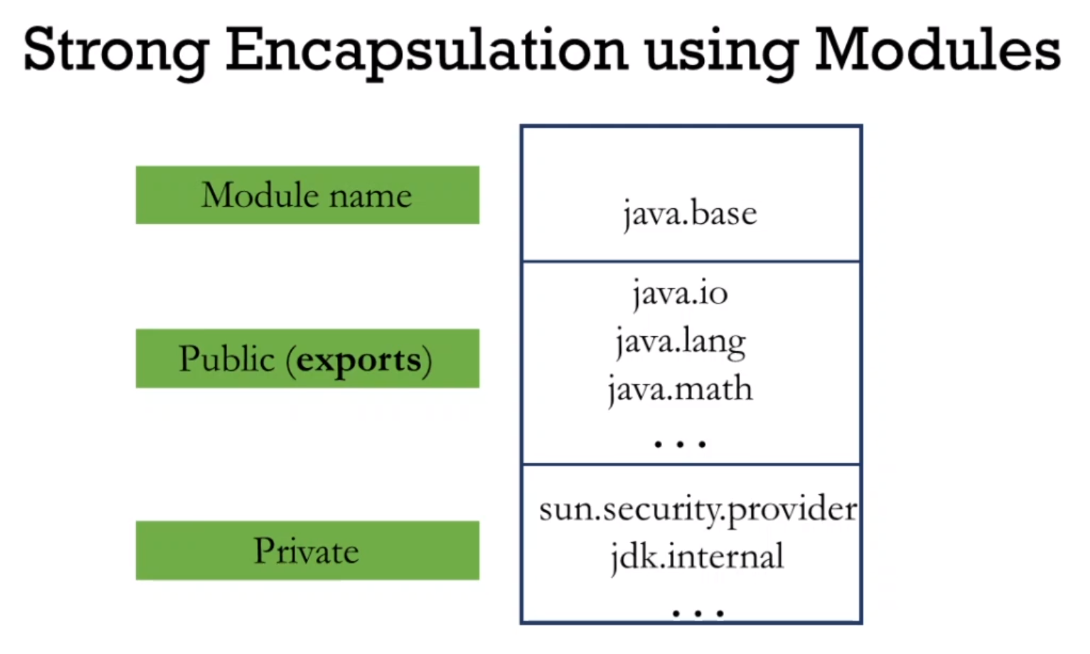 Strong Encapsulation using Modules
Module name
java.base
Public (exports)
java.io
java.lang
java.math
...
Private
sun.security.provider
jdk.internal
...